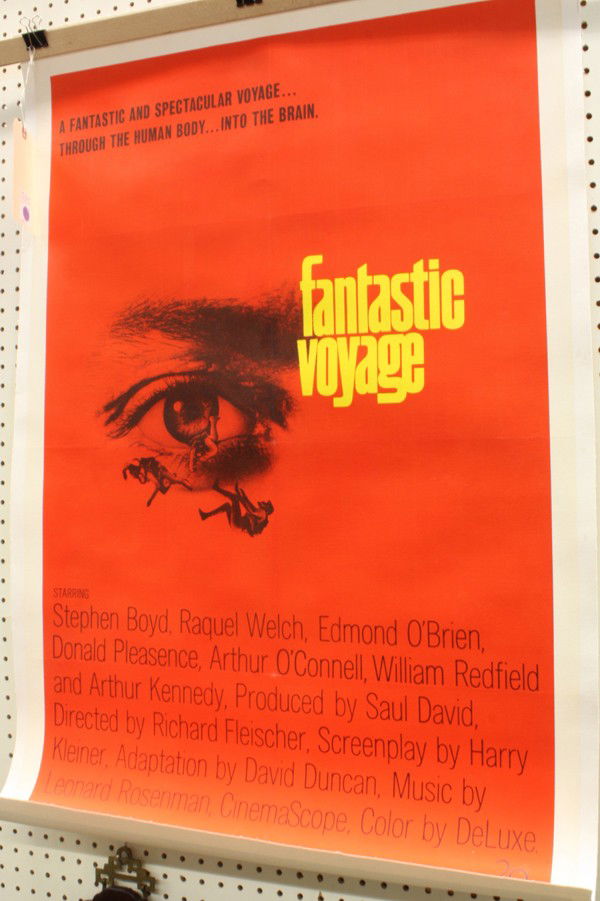 A FANTASTIC AND SPECTACULAR VOYAGE...
THROUGH THE HUMAN BODY...INTO THE BRAIN.
fantastic
voyage
STARRING
Stephen Boyd, Raquel Welch, Edmond O'Brien,
Donald Pleasence, Arthur O'Connell, William Redfield
and Arthur Kennedy, Produced by Saul David,
Directed by Richard Fleischer, Screenplay by Harry
Kleiner, Adaptation by David Duncan, Music by
Leonard Rosenman, CinemaScope, Color by DeLuxe.